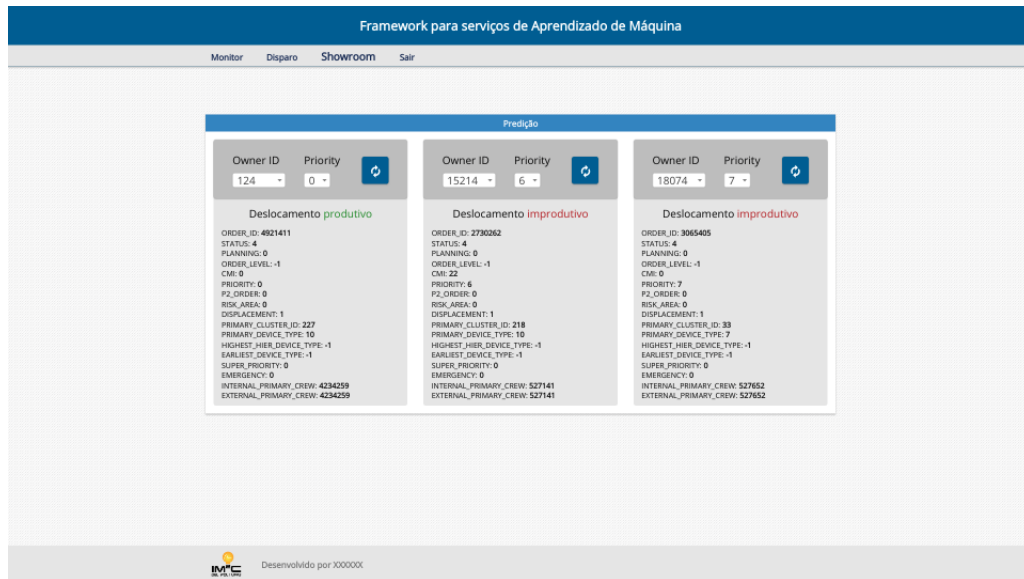 Framework para serviços de Aprendizado de Máquina
Monitor Disparo Showroom Sair
Predição
Owner ID Priority
124 0
Deslocamento produtivo
ORDER_ID: 4921411
STATUS: 4
PLANNING: 0
ORDER_LEVEL: -1
CMI: 0
PRIORITY: 0
P2_ORDER: 0
RISK_AREA: 0
DISPLACEMENT: 1
PRIMARY_CLUSTER_ID: 227
PRIMARY_DEVICE_TYPE: 10
HIGHEST_HIER_DEVICE_TYPE: -1
EARLIEST_DEVICE_TYPE: -1
SUPER_PRIORITY: 0
EMERGENCY: 0
INTERNAL_PRIMARY_CREW: 4234259
EXTERNAL_PRIMARY_CREW: 4234259
Owner ID Priority
15214 6
Deslocamento improdutivo
ORDER_ID: 2730262
STATUS: 4
PLANNING: 0
ORDER_LEVEL: -1
CMI: 22
PRIORITY: 6
P2_ORDER: 0
RISK_AREA: 0
DISPLACEMENT: 1
PRIMARY_CLUSTER_ID: 218
PRIMARY_DEVICE_TYPE: 10
HIGHEST_HIER_DEVICE_TYPE: -1
EARLIEST_DEVICE_TYPE: -1
SUPER_PRIORITY: 0
EMERGENCY: 0
INTERNAL_PRIMARY_CREW: 527141
EXTERNAL_PRIMARY_CREW: 527141
Owner ID Priority
18074 7
Deslocamento improdutivo
ORDER_ID: 3065405
STATUS: 4
PLANNING: 0
ORDER_LEVEL: -1
CMI: 0
PRIORITY: 7
P2_ORDER: 0
RISK_AREA: 0
DISPLACEMENT: 1
PRIMARY_CLUSTER_ID: 33
PRIMARY_DEVICE_TYPE: 7
HIGHEST_HIER_DEVICE_TYPE: -1
EARLIEST_DEVICE_TYPE: -1
SUPER_PRIORITY: 0
EMERGENCY: 0
INTERNAL_PRIMARY_CREW: 527652
EXTERNAL_PRIMARY_CREW: 527652
Desenvolvido por XXXXXX